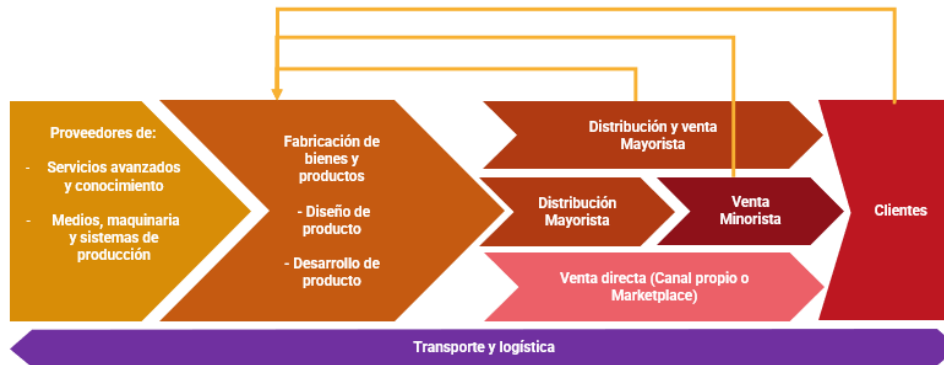 Proveedores de:
- Servicios avanzados
y conocimiento
- Medios, maquinaria
y sistemas de
producción
Fabricación de
bienes y
productos
- Diseño de
producto
- Desarrollo de
producto
Distribución y venta
Mayorista
Distribución
Mayorista
Venta
Minorista
Venta directa (Canal propio o
Marketplace)
Clientes
Transporte y logística